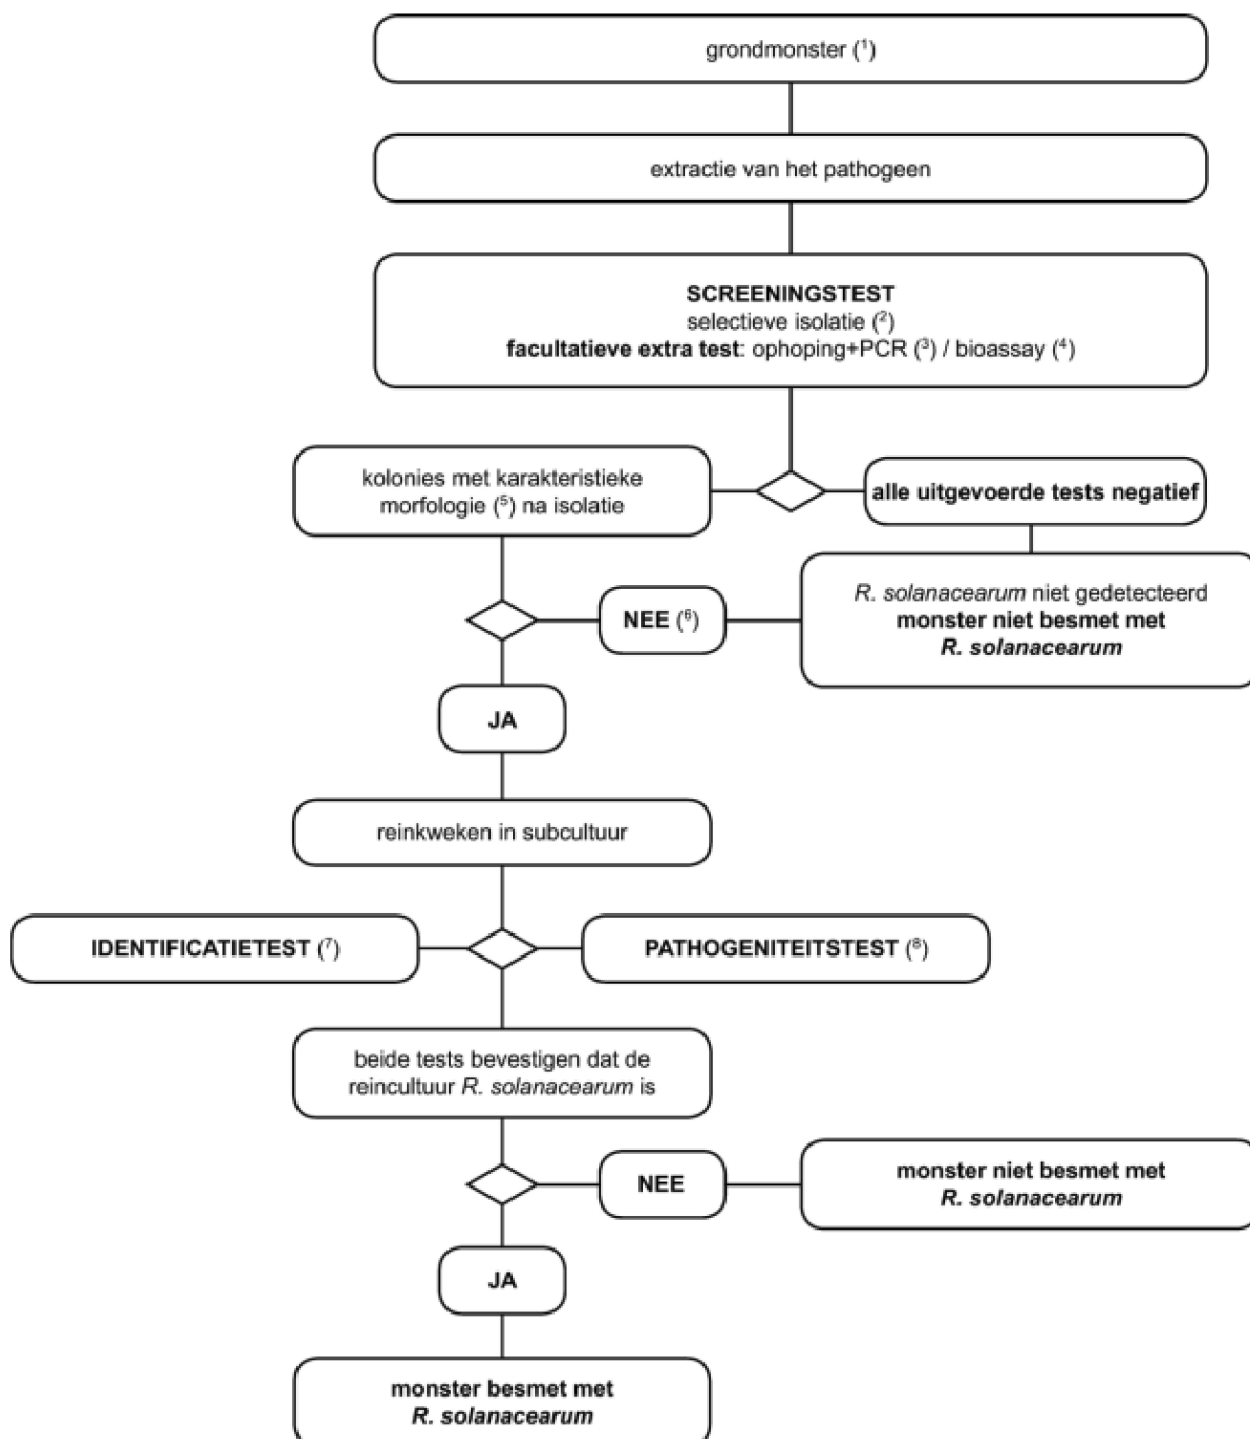 grondmonster (¹)
extractie van het pathogeen
SCREENINGSTEST
selectieve isolatie (²)
facultatieve extra test: ophoping+PCR (³) / bioassay (⁴)
kolonies met karakteristieke
morfologie (⁵) na isolatie
alle uitgevoerde tests negatief
NEE (⁶)
R. solanacearum niet gedetecteerd
monster niet besmet met
R. solanacearum
JA
reinkweken in subcultuur
IDENTIFICATIETEST (⁷)
PATHOGENITEITSTEST (⁸)
beide tests bevestigen dat de
reincultuur R. solanacearum is
NEE
monster niet besmet met
R. solanacearum
JA
monster besmet met
R. solanacearum